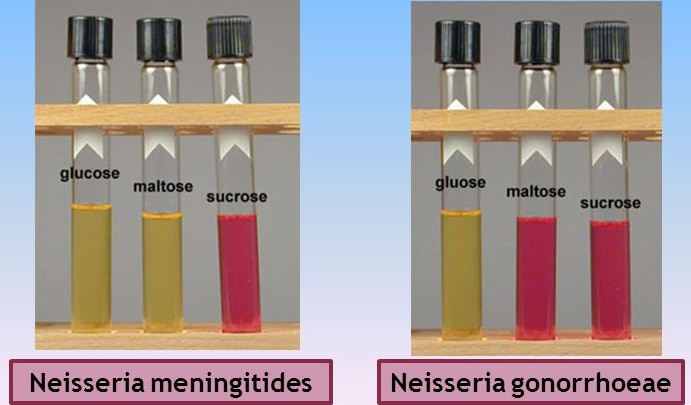 glucose
maltose
sucrose
Neisseria meningitides
gluose
maltose
sucrose
Neisseria gonorrhoeae